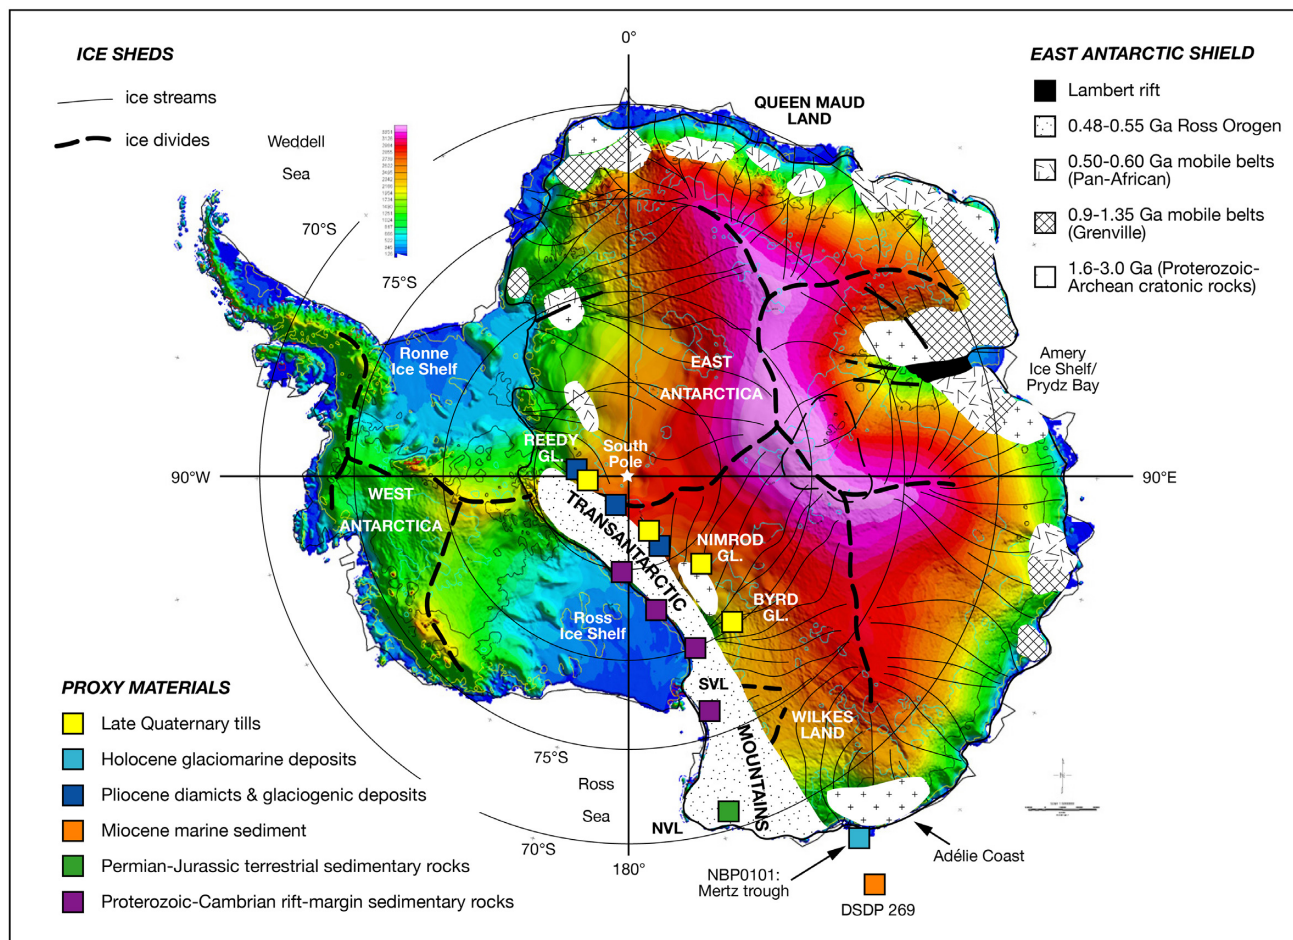 ICE SHEDS
ice streams
ice divides
Weddell
Sea
70°S
75°S
0°
QUEEN MAUD
LAND
EAST ANTARCTIC SHIELD
Lambert rift
0.48-0.55 Ga Ross Orogen
0.50-0.60 Ga mobile belts
(Pan-African)
0.9-1.35 Ga mobile belts
(Grenville)
1.6-3.0 Ga (Proterozoic-
Archean cratonic rocks)
Ronne
Ice Shelf
EAST
ANTARCTICA
Amery
Ice Shelf/
Prydz Bay
REEDY
GL.
South
Pole
90°W
90°E
WEST
ANTARCTICA
TRANSANTARCTIC
MOUNTAINS
NIMROD
GL.
BYRD
GL.
Ross
Ice Shelf
SVL
WILKES
LAND
PROXY MATERIALS
Late Quaternary tills
Holocene glaciomarine deposits
Pliocene diamicts & glaciogenic deposits
Miocene marine sediment
Permian-Jurassic terrestrial sedimentary rocks
Proterozoic-Cambrian rift-margin sedimentary rocks
75°S
Ross
Sea
NVL
70°S
180°
NBP0101:
Mertz trough
Adélie Coast
DSDP 269
N